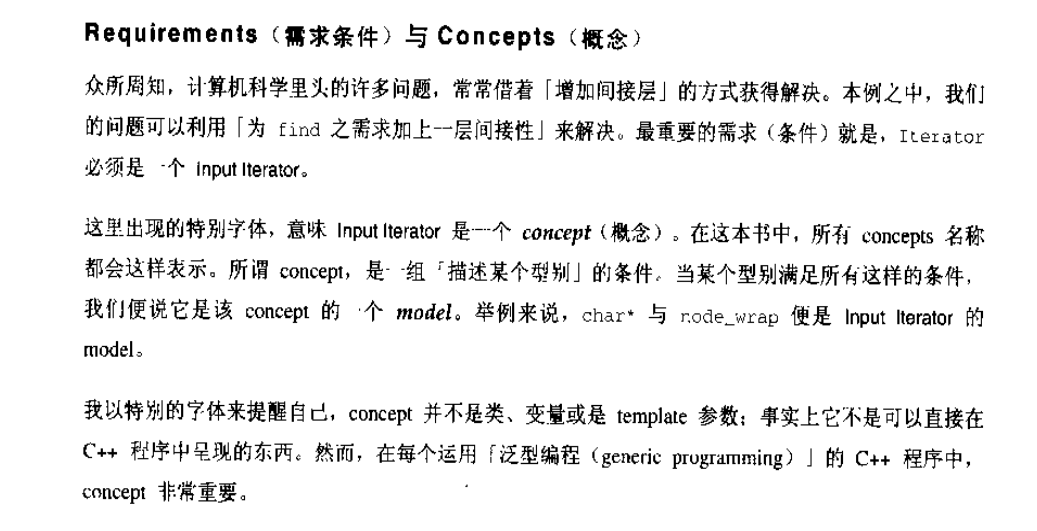 Requirements（需求条件）与 Concepts（概念）
众所周知，计算机科学里头的许多问题，常常借着「增加间接层」的方式获得解决。本例之中，我们
的问题可以利用「为 find 之需求加上一层间接性」来解决。最重要的需求（条件）就是，Iterator
必须是一个 Input Iterator。
这里出现的特别字体，意味 Input Iterator 是一个 concept（概念）。在这本书中，所有 concepts 名称
都会这样表示。所谓 concept，是一组「描述某个型别」的条件。当某个型别满足所有这样的条件，
我们便说它是该 concept 的一个 model。举例来说，char* 与 node_wrap 便是 Input Iterator 的
model。
我以特别的字体来提醒自己，concept 并不是类、变量或是 template 参数；事实上它不是可以直接在
C++ 程序中呈现的东西。然而，在每个运用「泛型编程（generic programming）」的 C++ 程序中，
concept 非常重要。